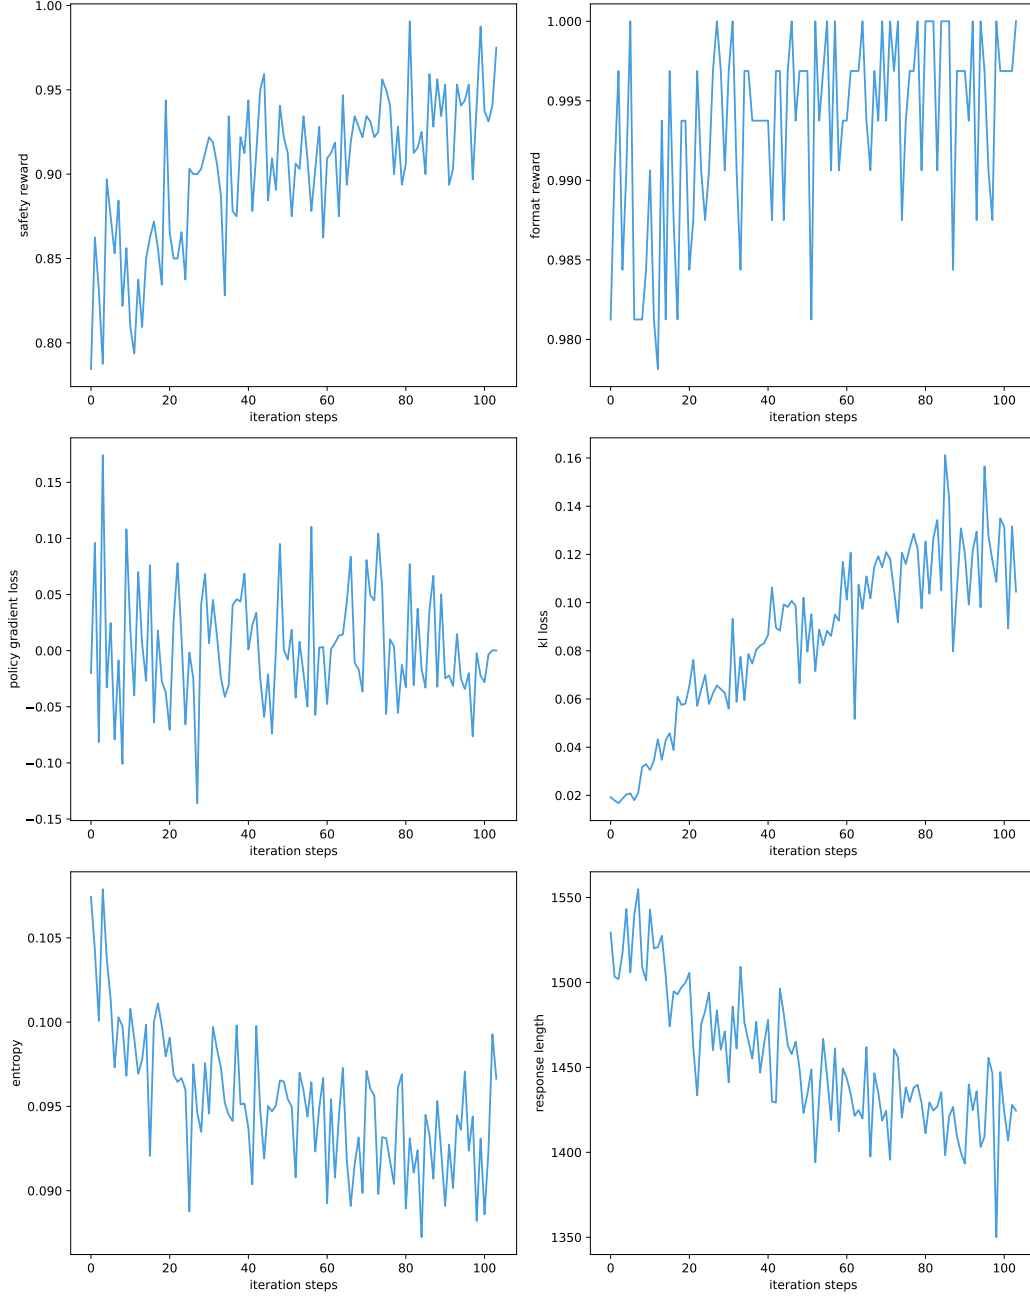 1.00
0.95
0.90
0.85
0.80
safety reward
0 20 40 60 80 100
iteration steps
1.000
0.995
0.990
0.985
0.980
format reward
0 20 40 60 80 100
iteration steps
0.15
0.10
0.05
0.00
−0.05
−0.10
−0.15
policy gradient loss
0 20 40 60 80 100
iteration steps
0.16
0.14
0.12
0.10
0.08
0.06
0.04
0.02
kl loss
0 20 40 60 80 100
iteration steps
0.105
0.100
0.095
0.090
entropy
0 20 40 60 80 100
iteration steps
1550
1500
1450
1400
1350
response length
0 20 40 60 80 100
iteration steps